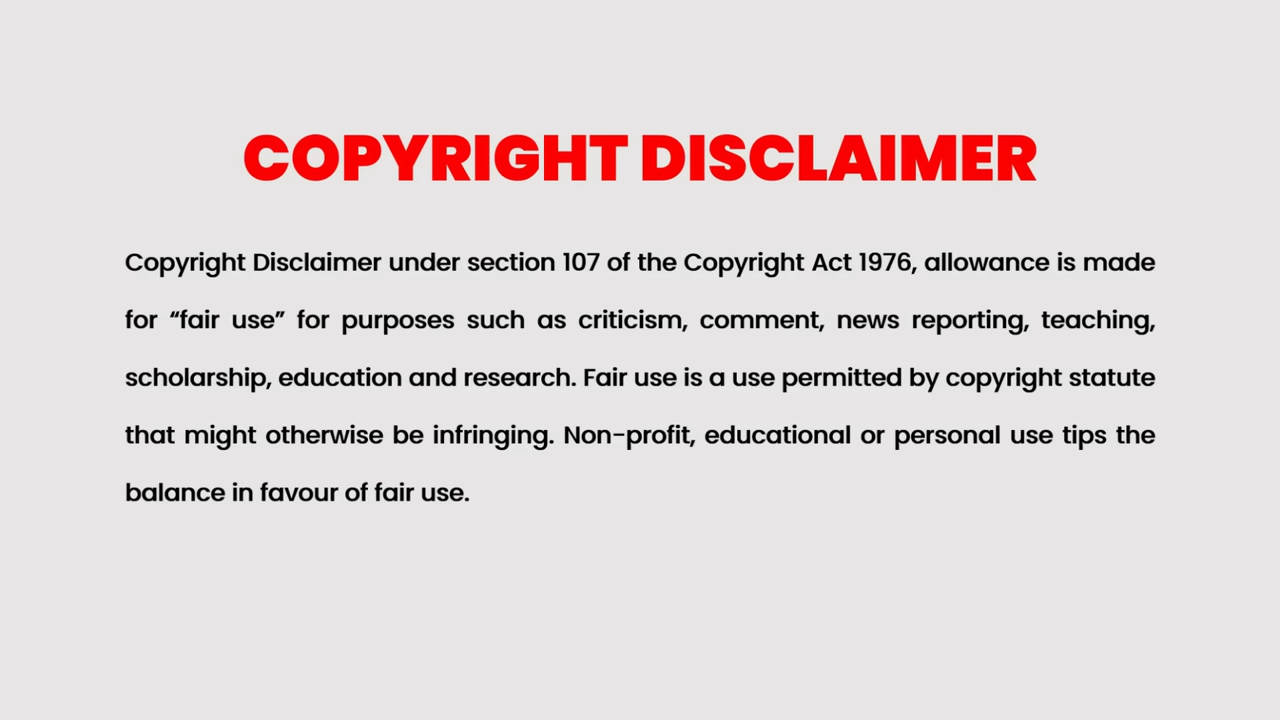 COPYRIGHT DISCLAIMER
Copyright Disclaimer under section 107 of the Copyright Act 1976, allowance is made
for “fair use” for purposes such as criticism, comment, news reporting, teaching,
scholarship, education and research. Fair use is a use permitted by copyright statute
that might otherwise be infringing. Non-profit, educational or personal use tips the
balance in favour of fair use.